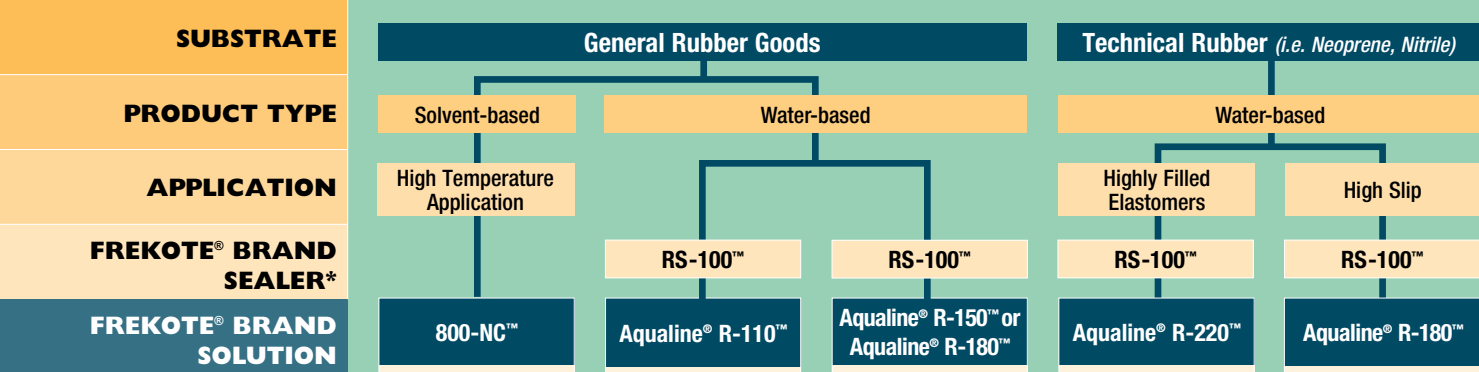 SUBSTRATE
General Rubber Goods
Technical Rubber (i.e. Neoprene, Nitrile)
PRODUCT TYPE
Solvent-based
Water-based
Water-based
APPLICATION
High Temperature
Application
Highly Filled
Elastomers
High Slip
FREKOTE® BRAND
SEALER*
RS-100™
RS-100™
RS-100™
RS-100™
FREKOTE® BRAND
SOLUTION
800-NC™
Aqualine® R-110™
Aqualine® R-150™ or
Aqualine® R-180™
Aqualine® R-220™
Aqualine® R-180™